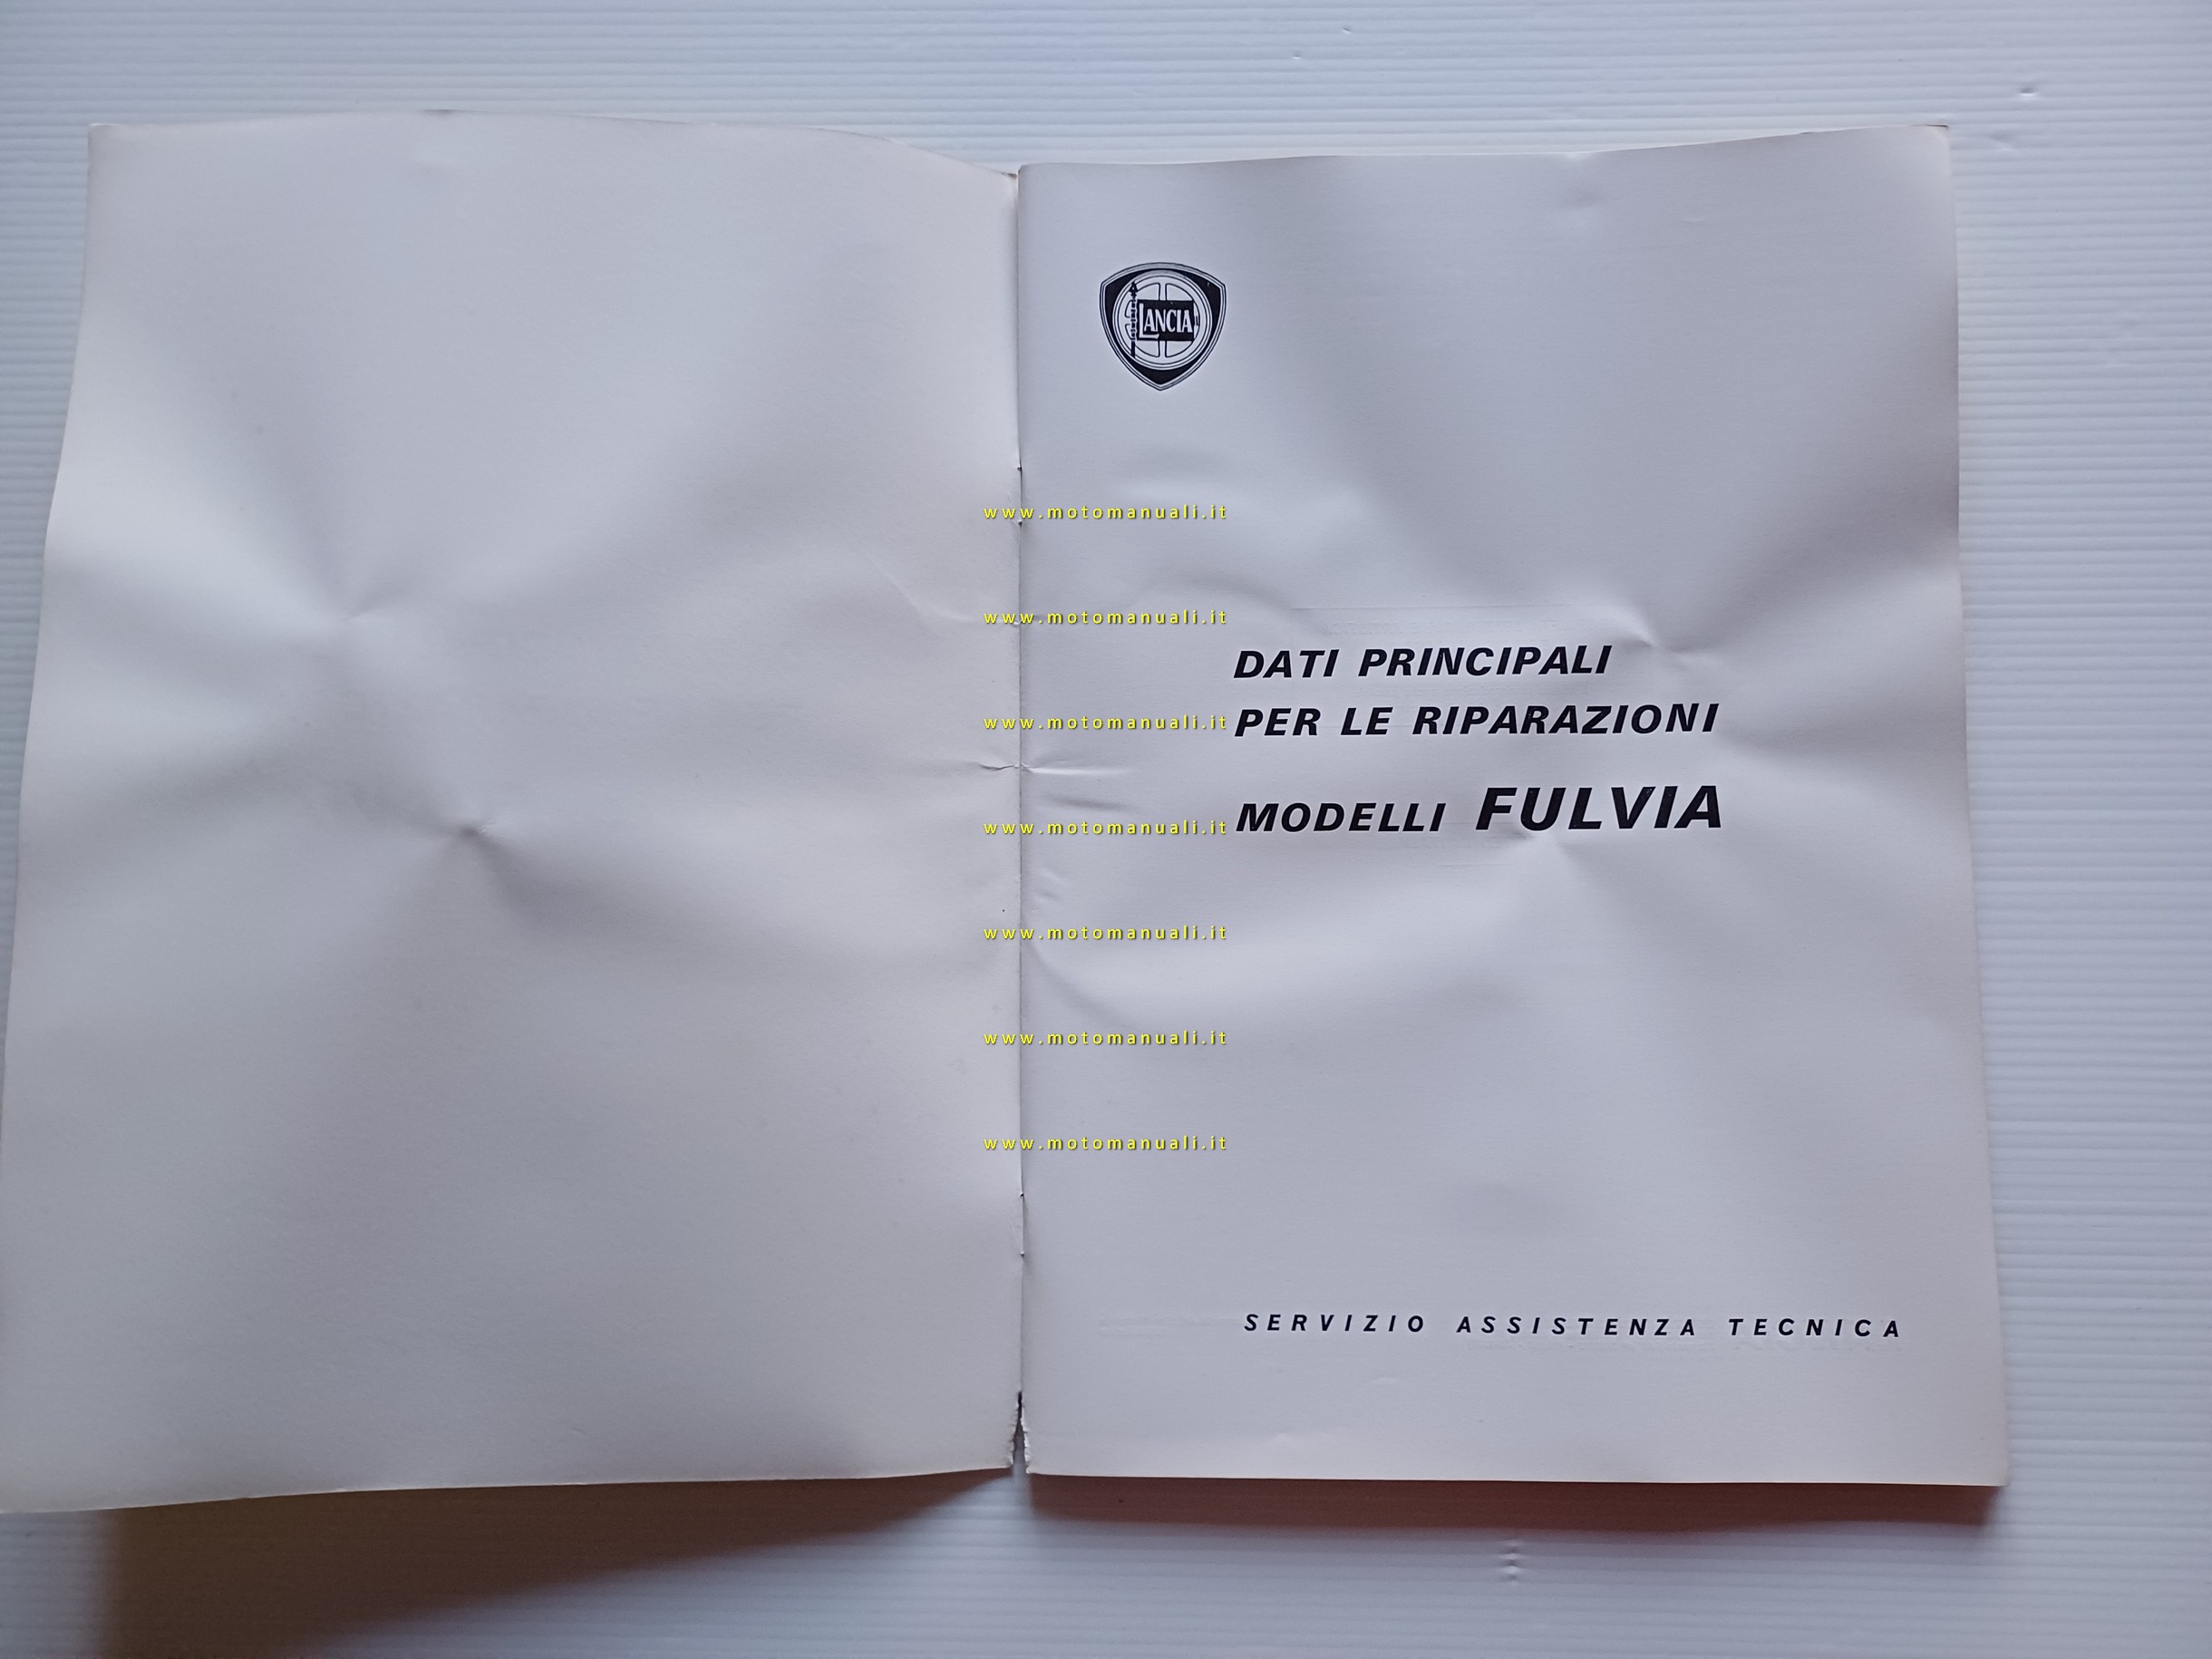 LANCIA
www.motomanuali.it
www.motomanuali.it
DATI PRINCIPALI
www.motomanuali.it
PER LE RIPARAZIONI
www.motomanuali.it
MODELLI FULVIA
www.motomanuali.it
www.motomanuali.it
www.motomanuali.it
SERVIZIO ASSISTENZA TECNICA